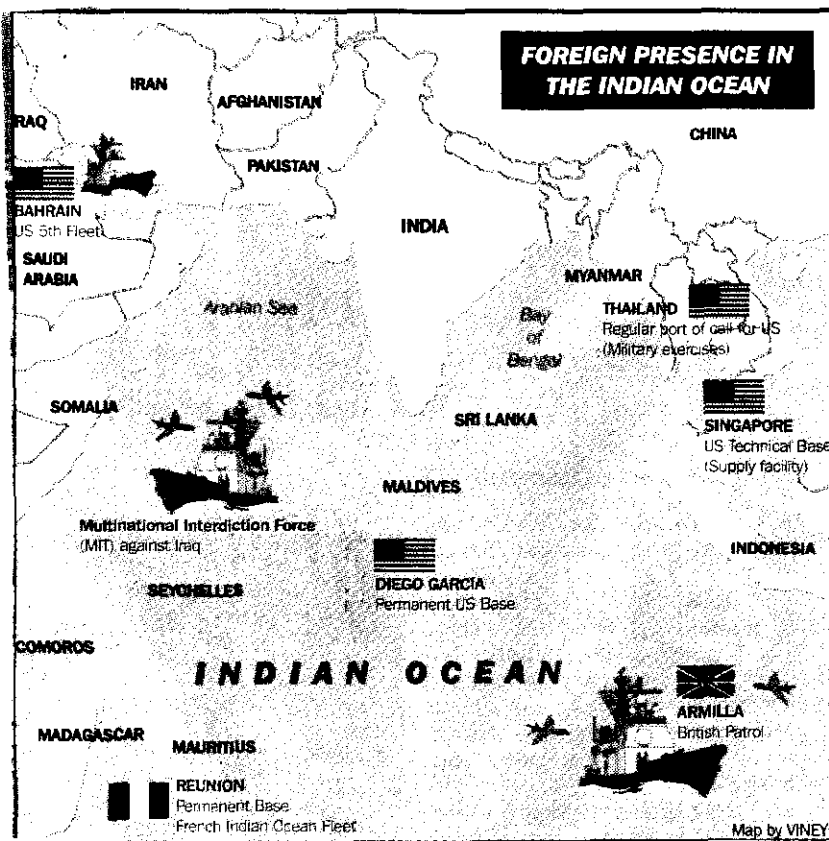 FOREIGN PRESENCE IN
THE INDIAN OCEAN
IRAN
AFGHANISTAN
RAQ
CHINA
PAKISTAN
BAHRAIN
US 5th Fleet
INDIA
SAUDI
ARABIA
MYANMAR
Arabian Sea
Bay
of
Bengal
THAILAND
Regular port of call for US
(Military exercises)
SOMALIA
SRI LANKA
SINGAPORE
US Technical Base
(Supply facility)
MALDIVES
Multinational Interdiction Force
(MIT) against Iraq
INDONESIA
SEYCHELLES
DIEGO GARCIA
Permanent US Base
COMOROS
INDIAN OCEAN
ARMILLA
British Patrol
MADAGASCAR
MAURITIUS
REUNION
Permanent Base
French Indian Ocean Fleet
Map by VINEY